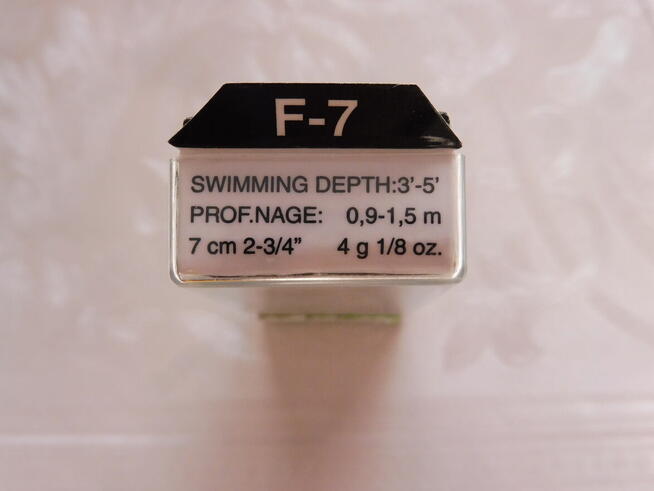 F-7
SWIMMING DEPTH:3'-5'
PROF.NAGE: 0,9-1,5 m
7 cm 2-3/4” 4 g 1/8 oz.